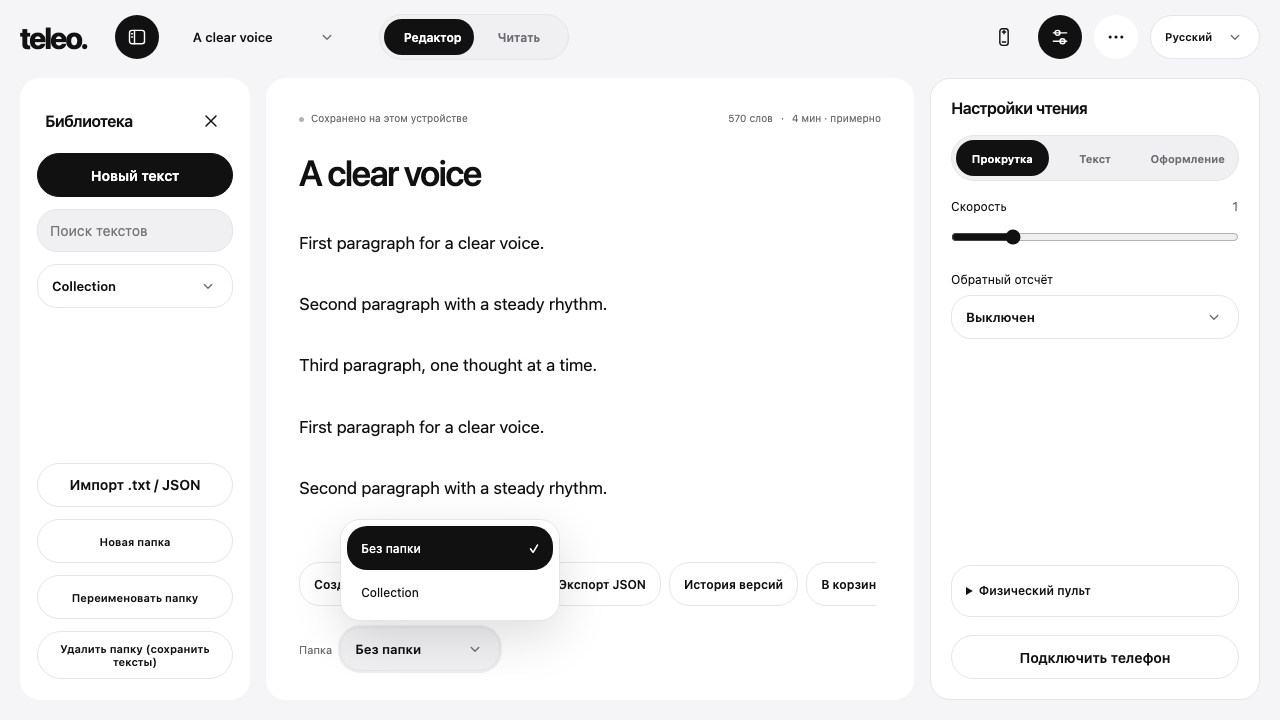 teleo.
A clear voice
Редактор
Читать
Русский
Библиотека
Новый текст
Поиск текстов
Collection
Импорт .txt / JSON
Новая папка
Переименовать папку
Удалить папку (сохранить
тексты)
Сохранено на этом устройстве
570 слов · 4 мин · примерно
A clear voice
First paragraph for a clear voice.
Second paragraph with a steady rhythm.
Third paragraph, one thought at a time.
First paragraph for a clear voice.
Second paragraph with a steady rhythm.
Без папки
Collection
Экспорт JSON
История версий
Папка
Без папки
Настройки чтения
Прокрутка
Текст
Оформление
Скорость
1
Обратный отсчёт
Выключен
Физический пульт
Подключить телефон